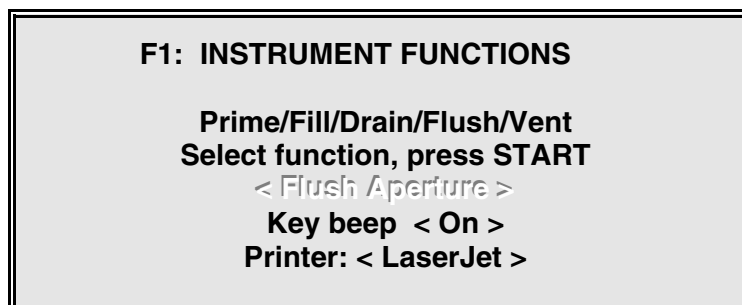 F1: INSTRUMENT FUNCTIONS
Prime/Fill/Drain/Flush/Vent
Select function, press START
< Flush Aperture >
Key beep < On >
Printer: < LaserJet >